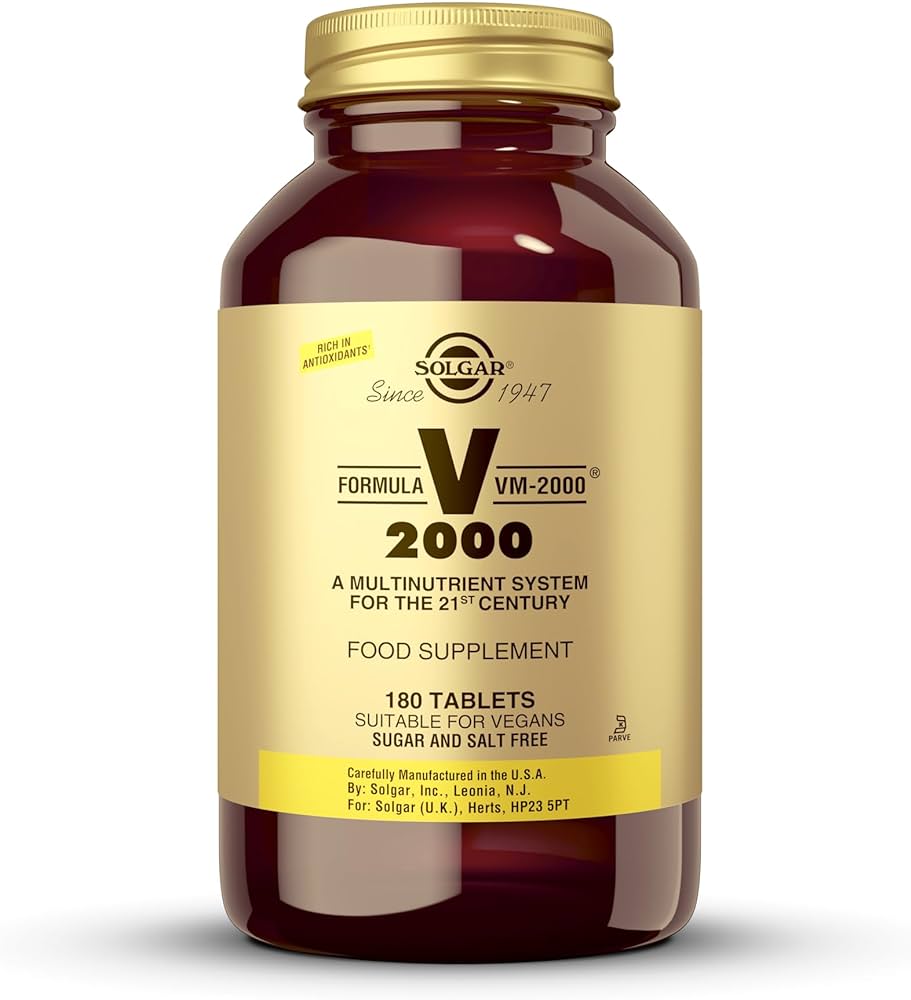 RICH IN
ANTIOXIDANTS†
SOLGAR®
Since 1947
FORMULA V VM-2000®
2000
A MULTINUTRIENT SYSTEM
FOR THE 21ST CENTURY
FOOD SUPPLEMENT
180 TABLETS
SUITABLE FOR VEGANS
SUGAR AND SALT FREE
PARVE
Carefully Manufactured in the U.S.A.
By: Solgar, Inc., Leonia, N.J.
For: Solgar (U.K.), Herts, HP23 5PT